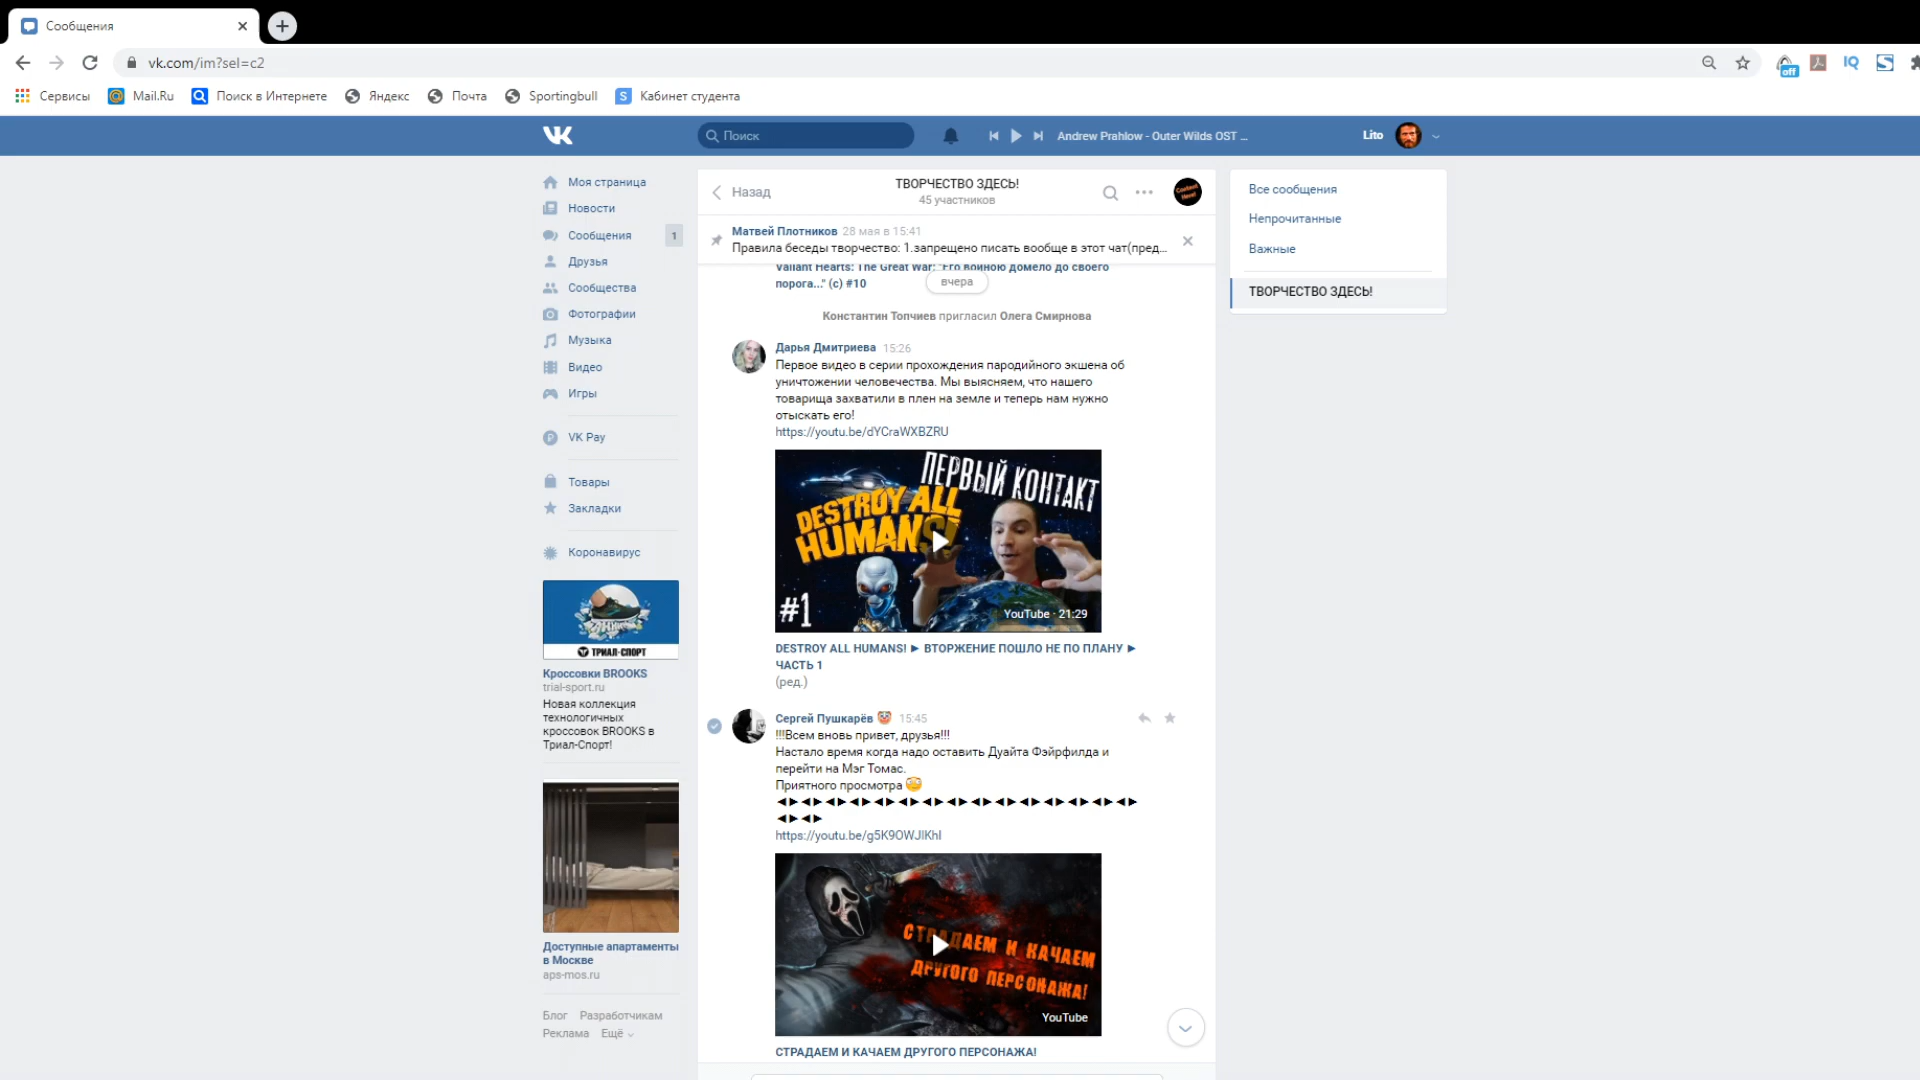 Сообщения
vk.com/im?sel=c2
off
IQ
Сервисы
Mail.Ru
Поиск в Интернете
Яндекс
Почта
Sportingbull
Кабинет студента
Поиск
Andrew Prahlow - Outer Wilds OST ...
Lito
Моя страница
Новости
Сообщения 1
Друзья
Сообщества
Фотографии
Музыка
Видео
Игры
VK Pay
Товары
Закладки
Коронавирус
ТРИАЛ-СПОРТ
Кроссовки BROOKS
trial-sport.ru
Новая коллекция
технологичных
кроссовок BROOKS в
Триал-Спорт!
Доступные апартаменты
в Москве
aps-mos.ru
Блог Разработчикам
Реклама Ещё
Назад
ТВОРЧЕСТВО ЗДЕСЬ!
45 участников
Матвей Плотников 28 мая в 15:41
Правила беседы творчество: 1.запрещено писать вообще в этот чат(пред...
Valiant Hearts: The Great War: "Его войною домело до своего
порога..." (c) #10
вчера
Константин Топчиев пригласил Олега Смирнова
Дарья Дмитриева 15:26
Первое видео в серии прохождения пародийного экшена об
уничтожении человечества. Мы выясняем, что нашего
товарища захватили в плен на земле и теперь нам нужно
отыскать его!
https://youtu.be/dYCraWXBZRU
ПЕРВЫЙ КОНТАКТ
DESTROY ALL
HUMANS!
#1
YouTube · 21:29
DESTROY ALL HUMANS! ► ВТОРЖЕНИЕ ПОШЛО НЕ ПО ПЛАНУ ►
ЧАСТЬ 1
(ред.)
Сергей Пушкарёв 🤡 15:45
!!!Всем вновь привет, друзья!!!
Настало время когда надо оставить Дуайта Фэйрфилда и
перейти на Мэг Томас.
Приятного просмотра
◄►◄►◄►◄►◄►◄►◄►◄►◄►◄►◄►◄►◄►◄►◄►
◄►◄►
https://youtu.be/g5K9OWJIKhI
СТРАДАЕМ И КАЧАЕМ
ДРУГОГО ПЕРСОНАЖА!
YouTube
СТРАДАЕМ И КАЧАЕМ ДРУГОГО ПЕРСОНАЖА!
Все сообщения
Непрочитанные
Важные
ТВОРЧЕСТВО ЗДЕСЬ!